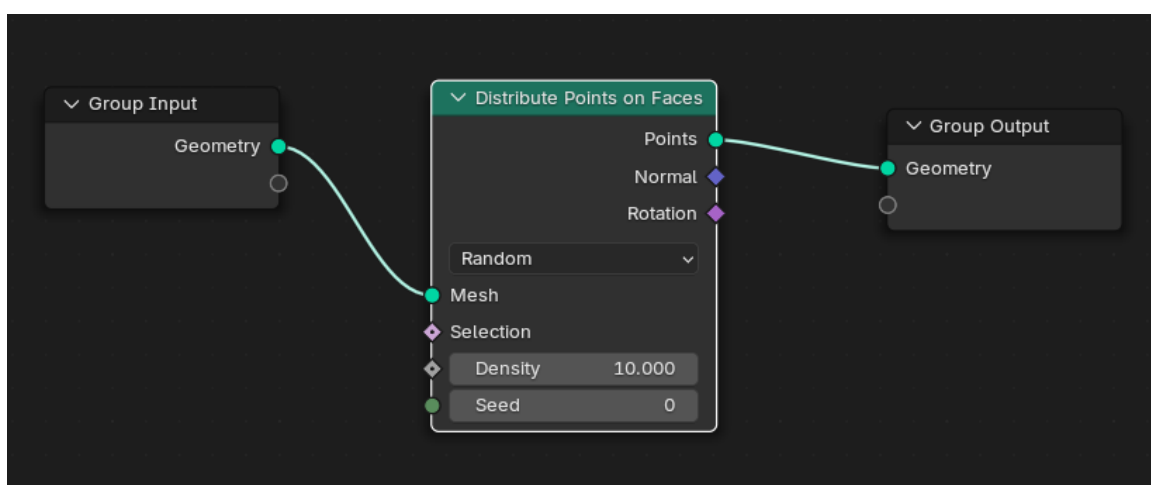 Group Input
Geometry
Distribute Points on Faces
Points
Normal
Rotation
Random
Mesh
Selection
Density 10.000
Seed 0
Group Output
Geometry